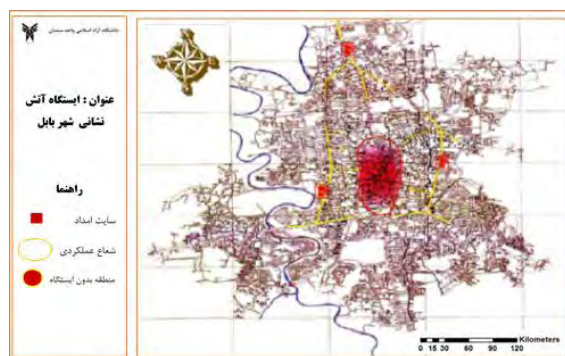 دانشگاه آزاد اسلامی واحد سمنان
عنوان : ایستگاه آتش
نشانی شهر بابل
راهنما
سایت امداد
شعاع عملکردی
منطقه بدون ایستگاه
Kilometers
0 15 30 60 90 120